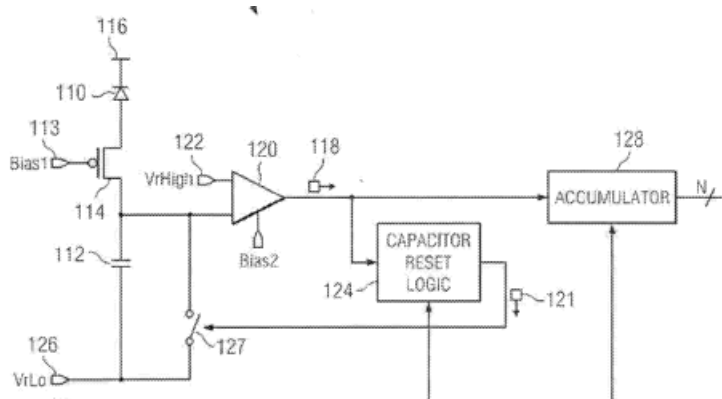 116
110
113
Bias1
114
122
VrHigh
120
118
128
ACCUMULATOR
N
Bias2
112
CAPACITOR
RESET
LOGIC
124
121
127
126
VrLo